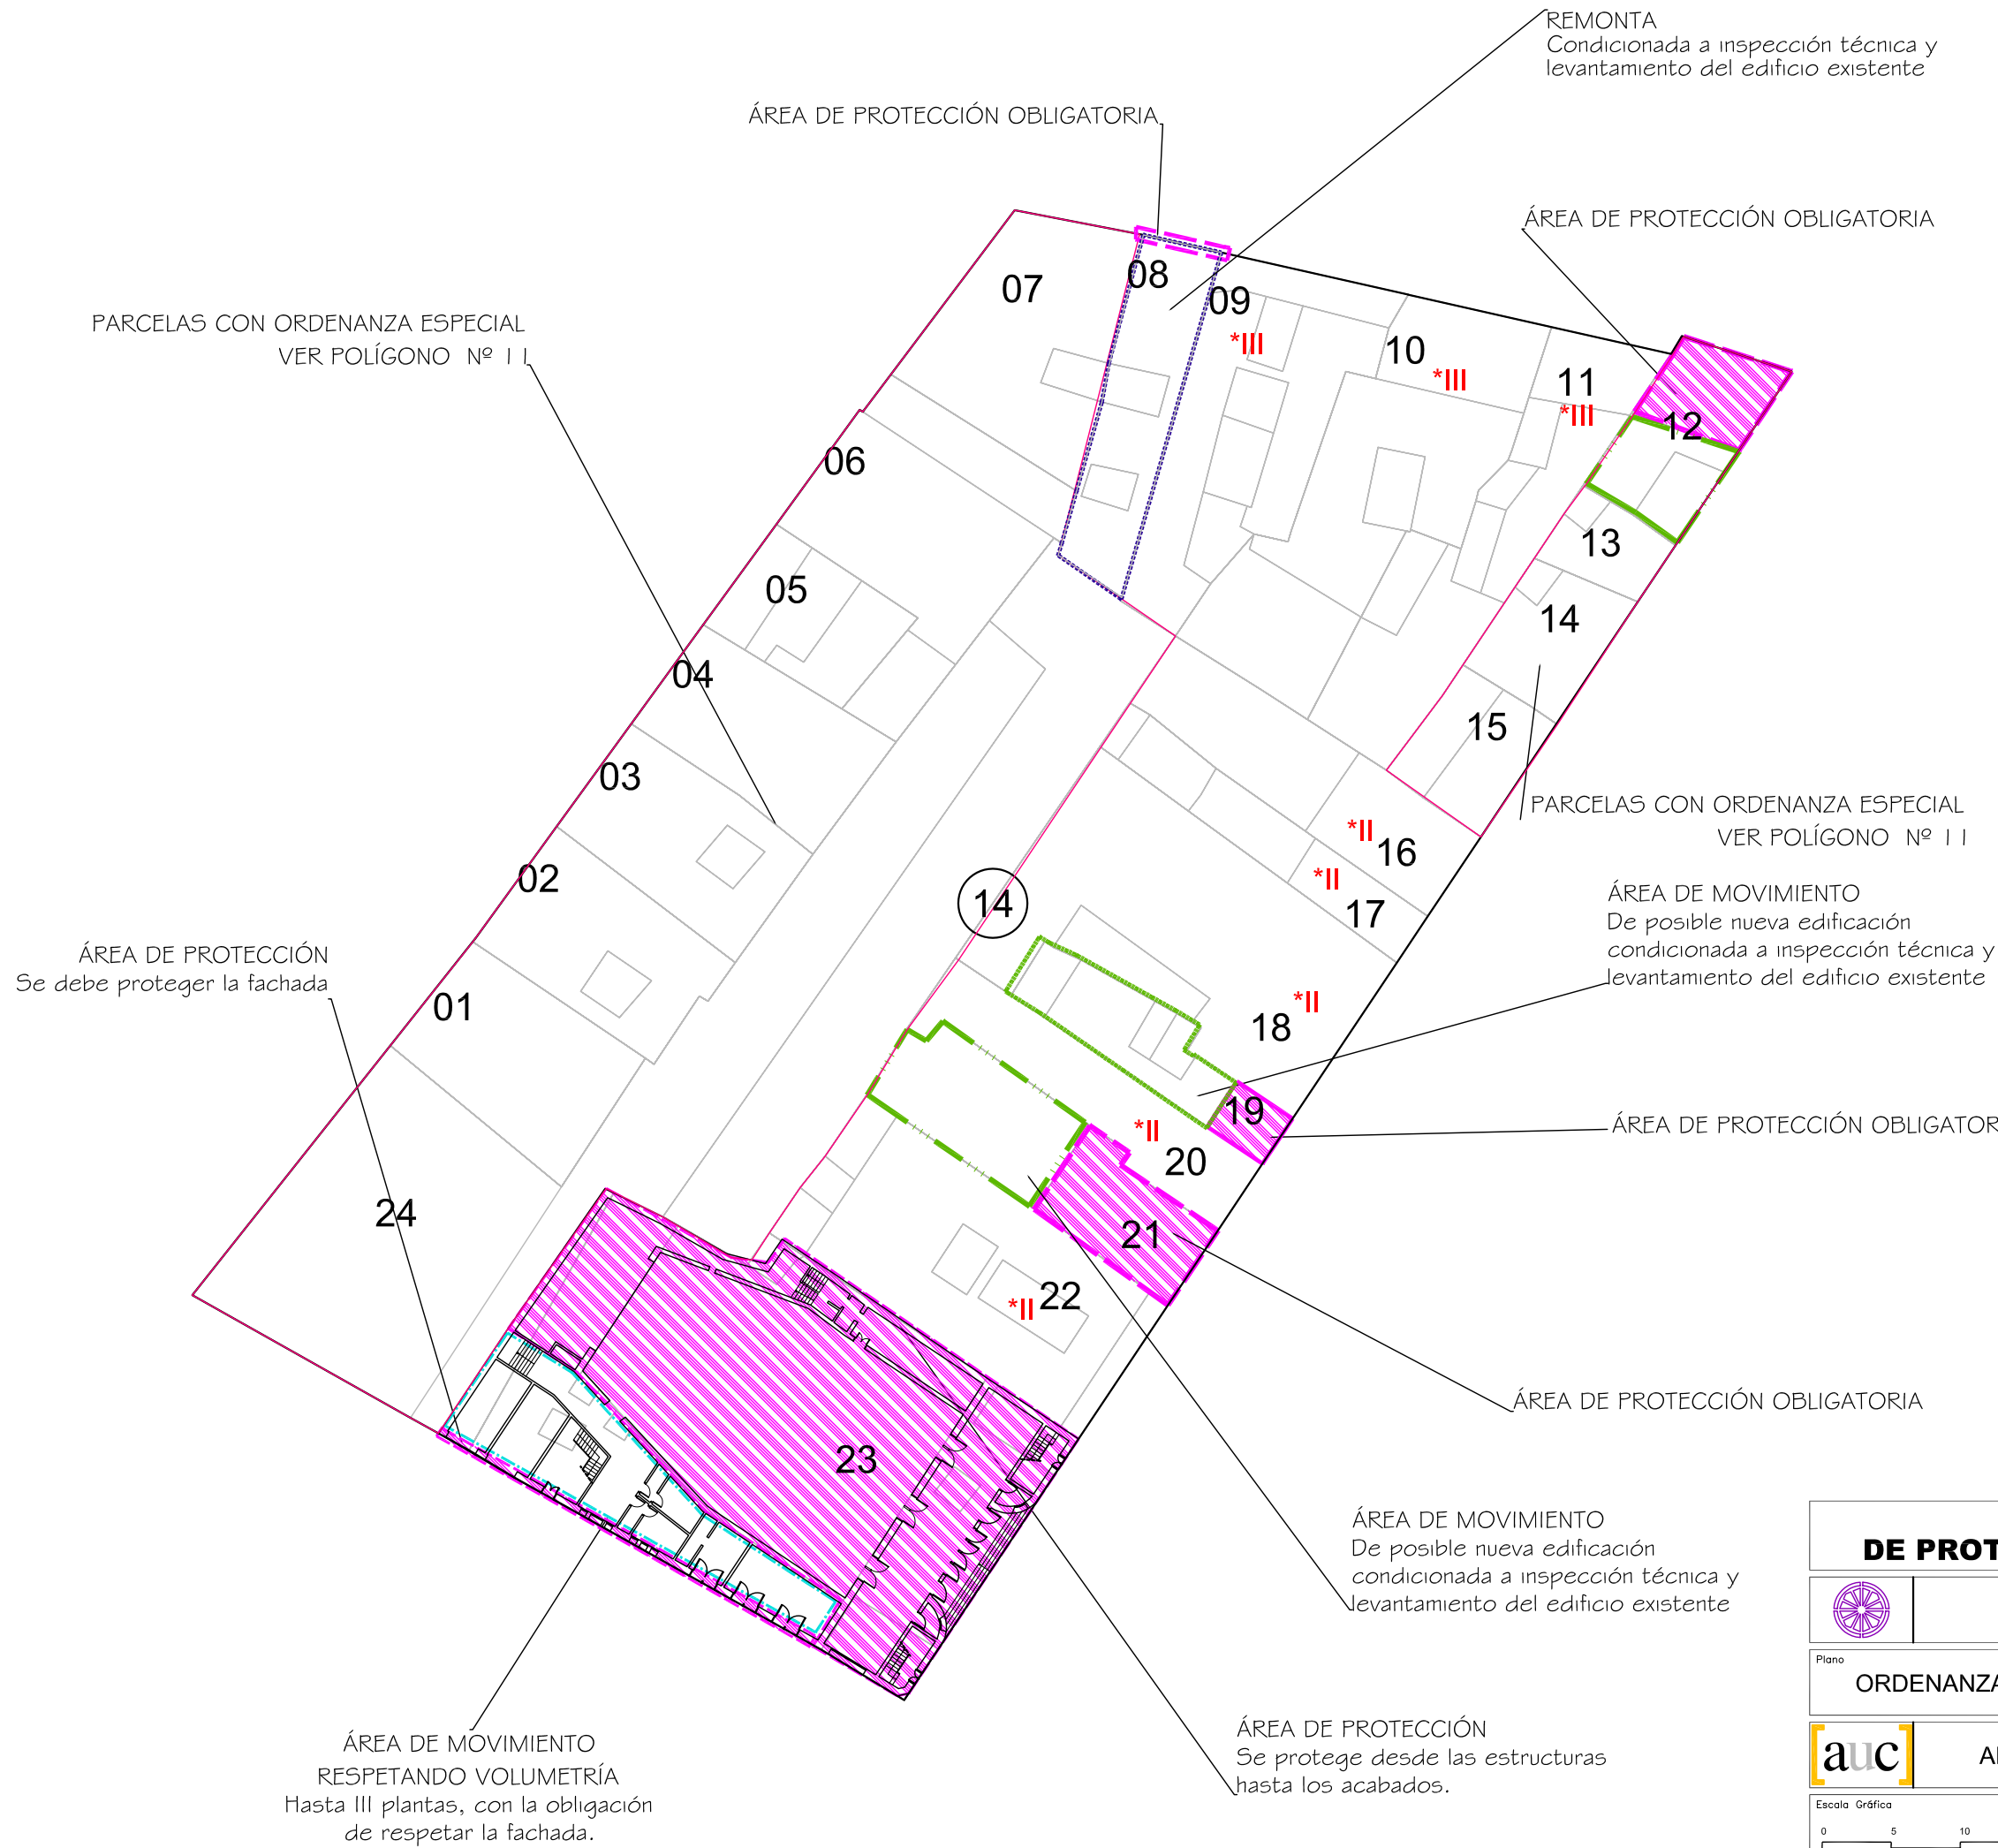 REMONTA
Condicionada a inspección técnica y
levantamiento del edificio existente
ÁREA DE PROTECCIÓN OBLIGATORIA
ÁREA DE PROTECCIÓN OBLIGATORIA
PARCELAS CON ORDENANZA ESPECIAL
VER POLÍGONO Nº 11
07
08
09
*III
10
*III
11
*III
12
06
13
05
14
04
15
03
PARCELAS CON ORDENANZA ESPECIAL
VER POLÍGONO Nº 11
*II
16
02
*II
17
14
ÁREA DE MOVIMIENTO
De posible nueva edificación
condicionada a inspección técnica y
levantamiento del edificio existente
ÁREA DE PROTECCIÓN
Se debe proteger la fachada
01
*II
18
19
ÁREA DE PROTECCIÓN OBLIGATOR
*II
20
24
21
22
*II
ÁREA DE PROTECCIÓN OBLIGATORIA
23
ÁREA DE MOVIMIENTO
De posible nueva edificación
condicionada a inspección técnica y
levantamiento del edificio existente
ÁREA DE PROTECCIÓN
Se protege desde las estructuras
hasta los acabados.
ÁREA DE MOVIMIENTO
RESPETANDO VOLUMETRÍA
Hasta III plantas, con la obligación
de respetar la fachada.
DE PROT
Plano
ORDENANZA
[auc]
Escala Gráfica
0 5 10